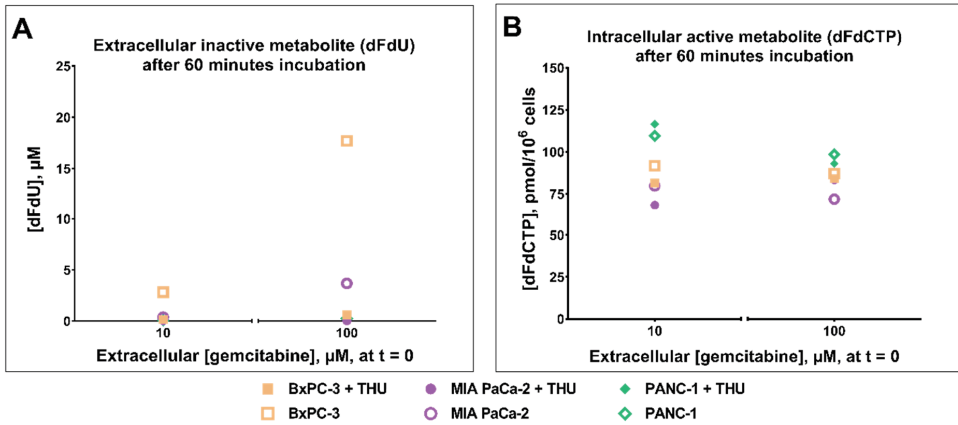 A
Extracellular inactive metabolite (dFdU)
after 60 minutes incubation
25
20
15
10
5
0
[dFdU], µM
10
100
Extracellular [gemcitabine], µM, at t = 0
B
Intracellular active metabolite (dFdCTP)
after 60 minutes incubation
150
125
100
75
50
25
0
[dFdCTP], pmol/10⁶ cells
10
100
Extracellular [gemcitabine], µM, at t = 0
BxPC-3 + THU
MIA PaCa-2 + THU
PANC-1 + THU
BxPC-3
MIA PaCa-2
PANC-1